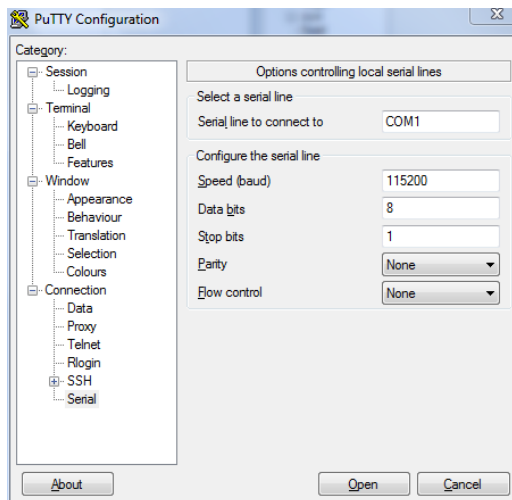 PuTTY Configuration
Category:
Session
Logging
Terminal
Keyboard
Bell
Features
Window
Appearance
Behaviour
Translation
Selection
Colours
Connection
Data
Proxy
Telnet
Rlogin
SSH
Serial
Options controlling local serial lines
Select a serial line
Serial line to connect to COM1
Configure the serial line
Speed (baud) 115200
Data bits 8
Stop bits 1
Parity None
Flow control None
About Open Cancel